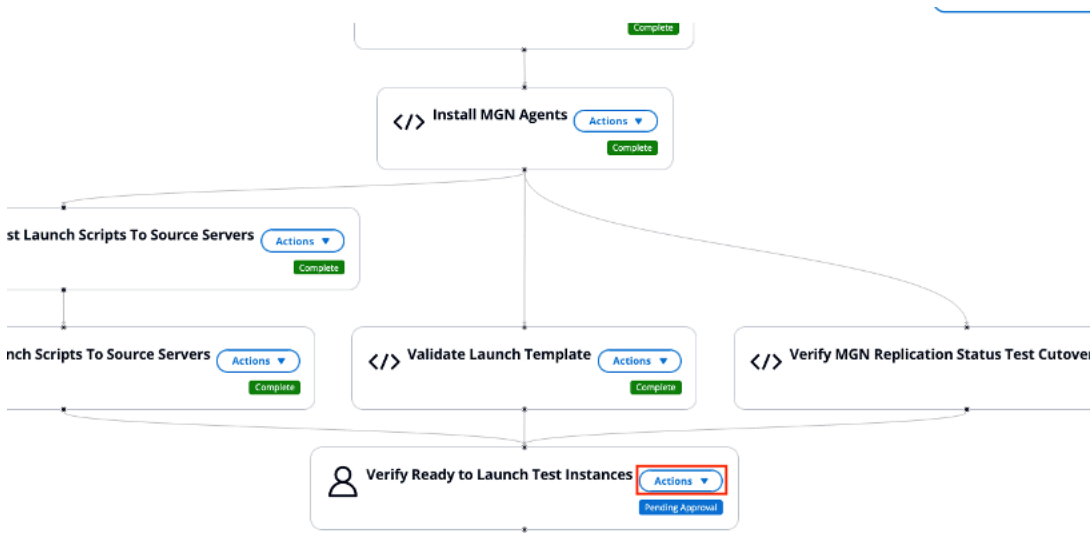 Complete
</> Install MGN Agents
Actions ▼
Complete
st Launch Scripts To Source Servers
Actions ▼
Complete
nch Scripts To Source Servers
Actions ▼
Complete
</> Validate Launch Template
Actions ▼
Complete
</> Verify MGN Replication Status Test Cutover
Verify Ready to Launch Test Instances
Actions ▼
Pending Approval